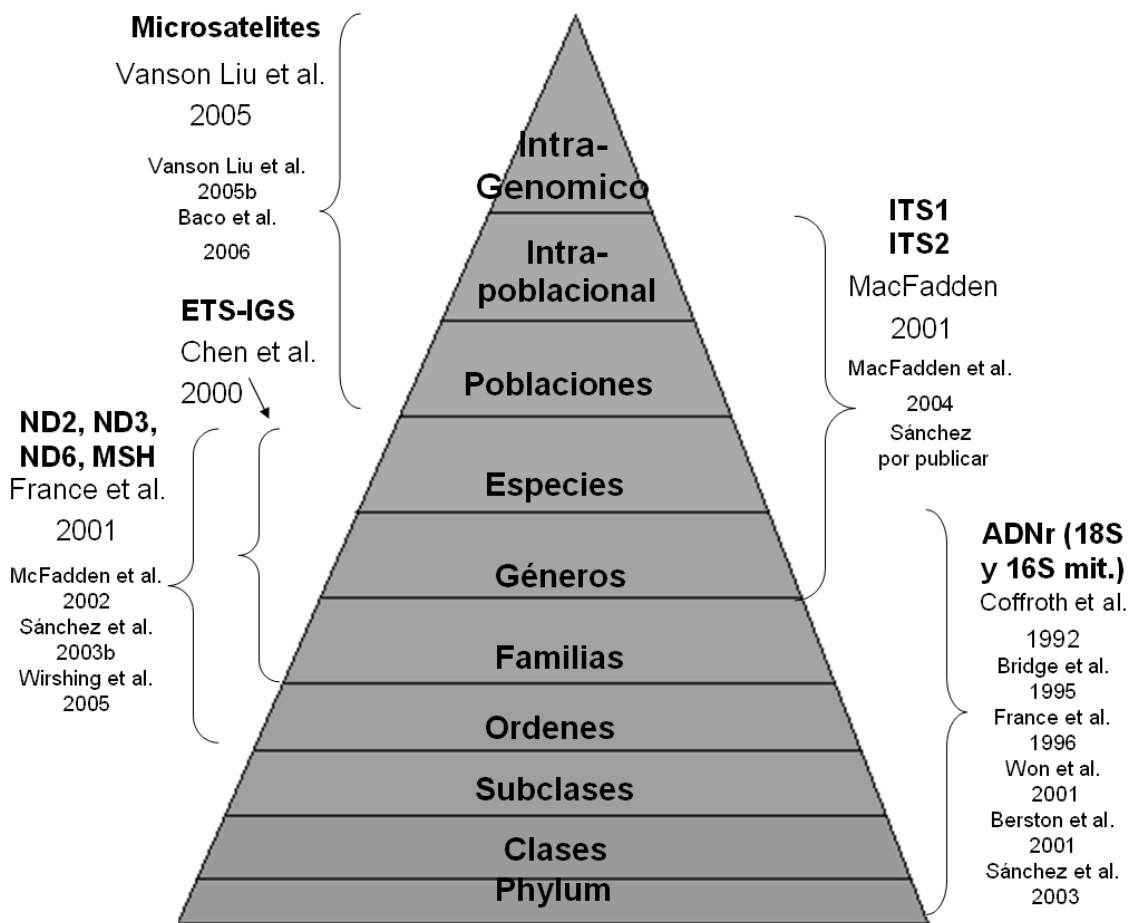 Microsatelites
Vanson Liu et al.
2005
Vanson Liu et al.
2005b
Baco et al.
2006
ETS-IGS
Chen et al.
2000
ND2, ND3,
ND6, MSH
France et al.
2001
McFadden et al.
2002
Sánchez et al.
2003b
Wirshing et al.
2005
Intra-
Genomico
Intra-
poblacional
Poblaciones
Especies
Géneros
Familias
Ordenes
Subclases
Clases
Phylum
ITS1
ITS2
MacFadden
2001
MacFadden et al.
2004
Sánchez
por publicar
ADNr (18S
y 16S mit.)
Coffroth et al.
1992
Bridge et al.
1995
France et al.
1996
Won et al.
2001
Berston et al.
2001
Sánchez et al.
2003